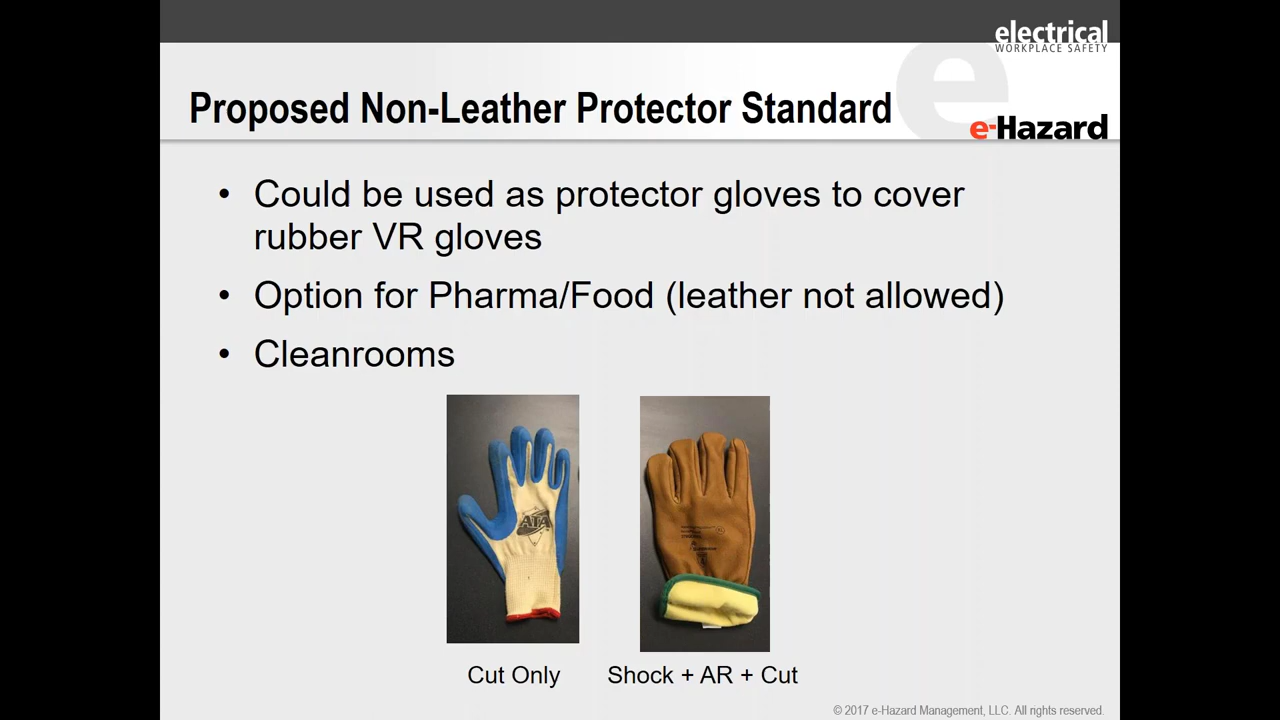 electrical
WORKPLACE SAFETY
Proposed Non-Leather Protector Standard
e-Hazard
• Could be used as protector gloves to cover
rubber VR gloves
• Option for Pharma/Food (leather not allowed)
• Cleanrooms
ATA
Cut Only
Shock + AR + Cut
© 2017 e-Hazard Management, LLC. All rights reserved.